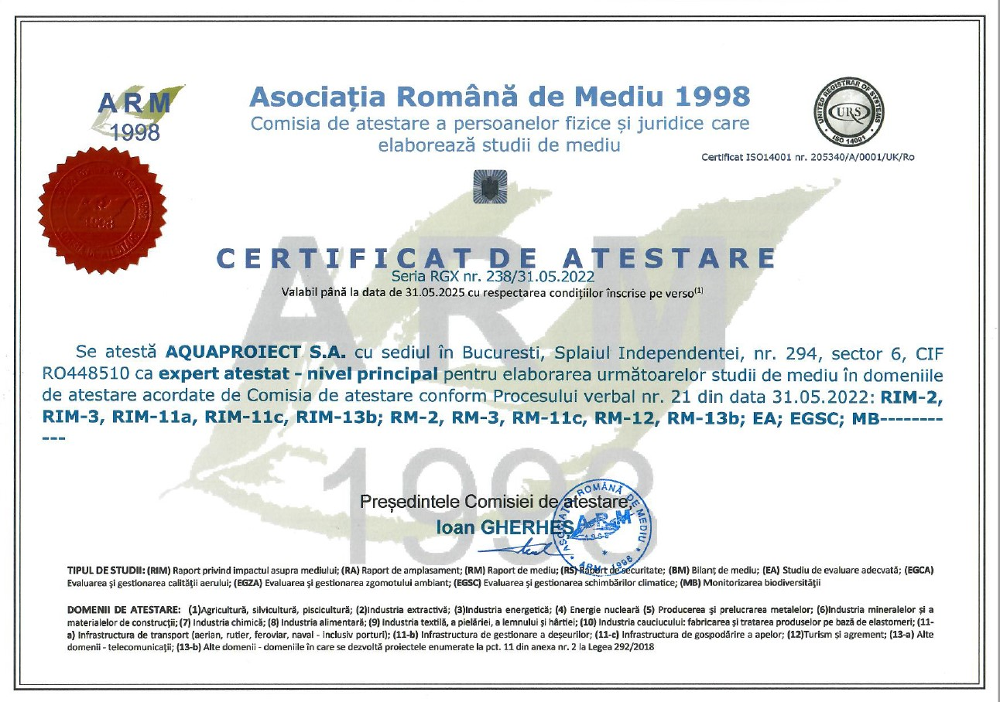 ARM
1998
Asociația Română de Mediu 1998
Comisia de atestare a persoanelor fizice și juridice care
elaborează studii de mediu
UNITED REGISTRAR OF SYSTEMS
URS
ISO 14001
Certificat ISO14001 nr. 205340/A/0001/UK/Ro
1998
ARM
1998
CERTIFICAT DE ATESTARE
Seria RGX nr. 238/31.05.2022
Valabil până la data de 31.05.2025 cu respectarea condițiilor înscrise pe verso(1)
Se atestă AQUAPROIECT S.A. cu sediul în Bucuresti, Splaiul Independentei, nr. 294, sector 6, CIF
RO448510 ca expert atestat – nivel principal pentru elaborarea următoarelor studii de mediu în domeniile
de atestare acordate de Comisia de atestare conform Procesului verbal nr. 21 din data 31.05.2022: RIM-2,
RIM-3, RIM-11a, RIM-11c, RIM-13b; RM-2, RM-3, RM-11c, RM-12, RM-13b; EA; EGSC; MB--------
---
Președintele Comisiei de atestare,
Ioan GHERHEȘ
ASOCIAȚIA ROMÂNĂ DE MEDIU
ARM
1998
* ARM - 1998 *
TIPUL DE STUDII: (RIM) Raport privind impactul asupra mediului; (RA) Raport de amplasament; (RM) Raport de mediu; (RS) Raport de securitate; (BM) Bilanț de mediu; (EA) Studiu de evaluare adecvată; (EGCA)
Evaluarea şi gestionarea calității aerului; (EGZA) Evaluarea şi gestionarea zgomotului ambiant; (EGSC) Evaluarea şi gestionarea schimbărilor climatice; (MB) Monitorizarea biodiversității
DOMENII DE ATESTARE: (1)Agricultură, silvicultură, piscicultură; (2)Industria extractivă; (3)Industria energetică; (4) Energie nucleară (5) Producerea şi prelucrarea metalelor; (6)Industria mineralelor şi a
materialelor de construcții; (7) Industria chimică; (8) Industria alimentară; (9) Industria textilă, a pielăriei, a lemnului şi hârtiei; (10) Industria cauciucului: fabricarea şi tratarea produselor pe bază de elastomeri; (11-
a) Infrastructura de transport (aerian, rutier, feroviar, naval - inclusiv porturi); (11-b) Infrastructura de gestionare a deşeurilor; (11-c) Infrastructura de gospodărire a apelor; (12)Turism şi agrement; (13-a) Alte
domenii - telecomunicații; (13-b) Alte domenii - domeniile în care se dezvoltă proiectele enumerate la pct. 11 din anexa nr. 2 la Legea 292/2018